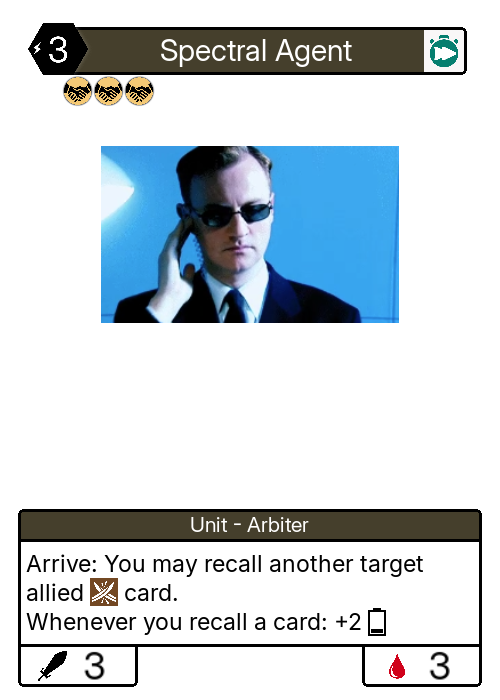 3
Spectral Agent
Unit - Arbiter
Arrive: You may recall another target
allied card.
Whenever you recall a card: +2
3
3